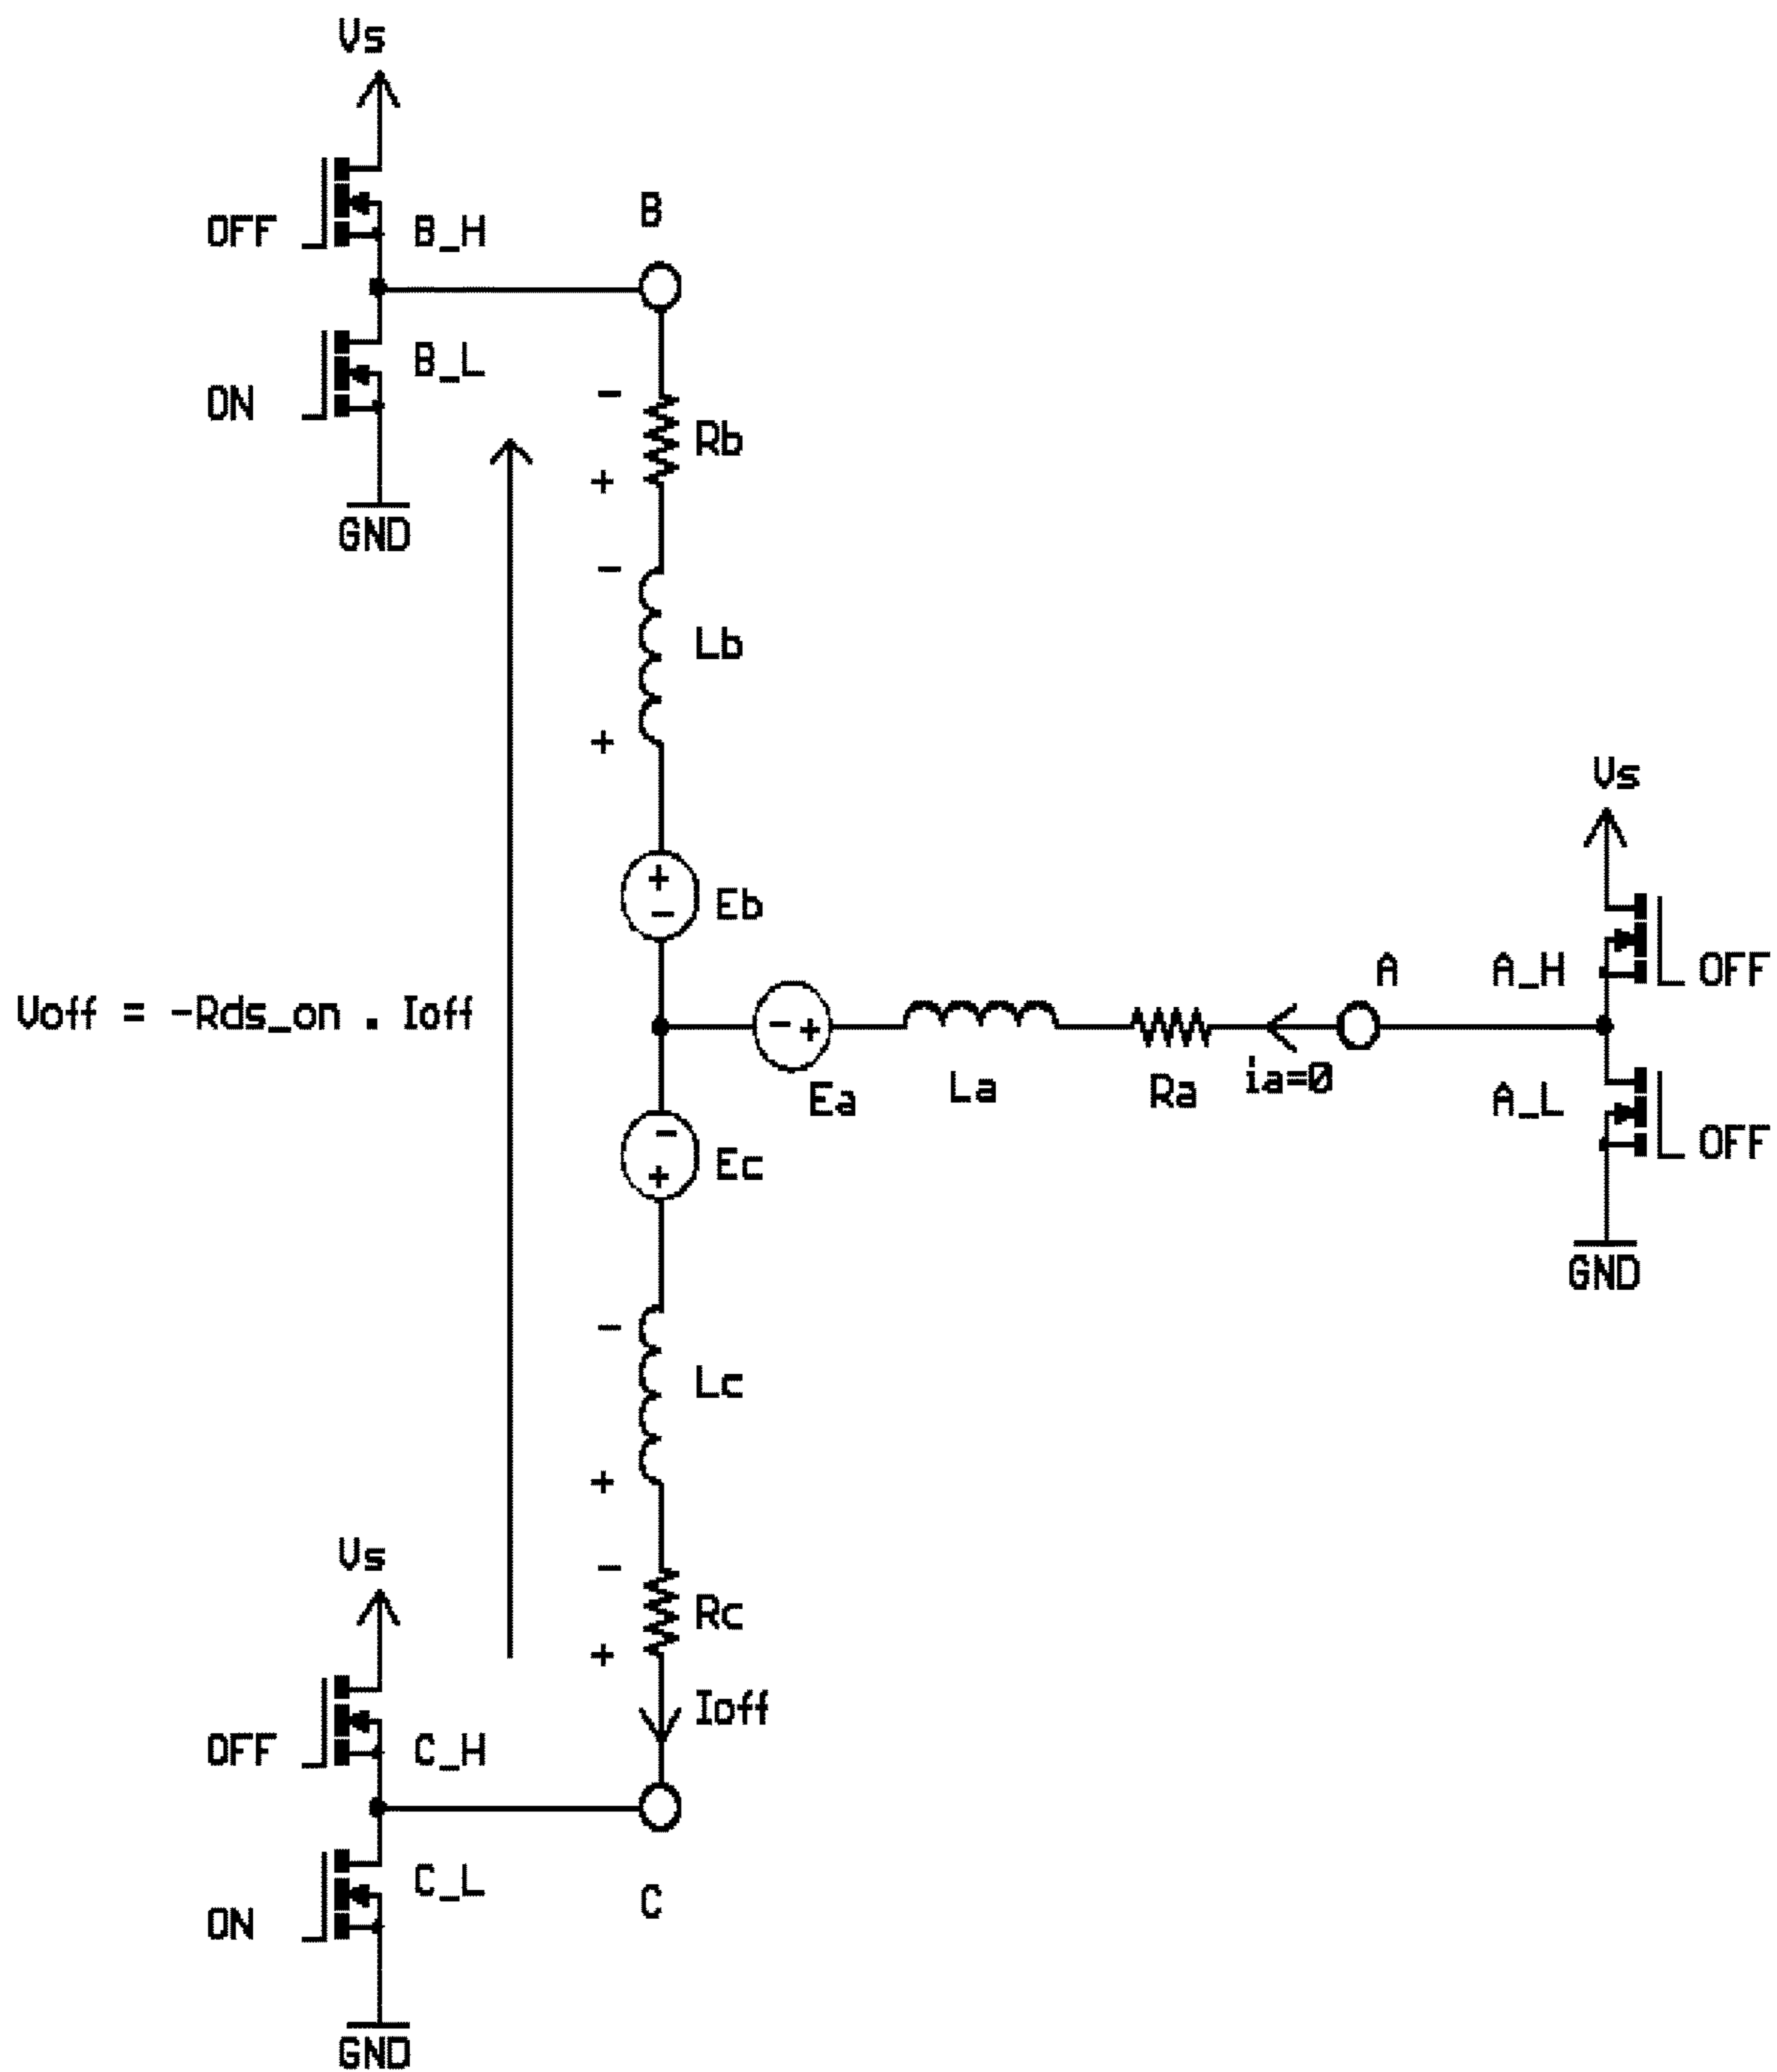 Vs
B
OFF
B_H
B_L
ON
- Rb
+
GND
-
Lb
+
Vs
+ Eb
-
A
A_H
OFF
Voff = -Rds_on . Ioff
- +
Ea
La
Ra
ia=0
A_L
OFF
- Ec
+
GND
-
Lc
+
Vs
-
Rc
+
Ioff
OFF
C_H
C_L
C
ON
GND